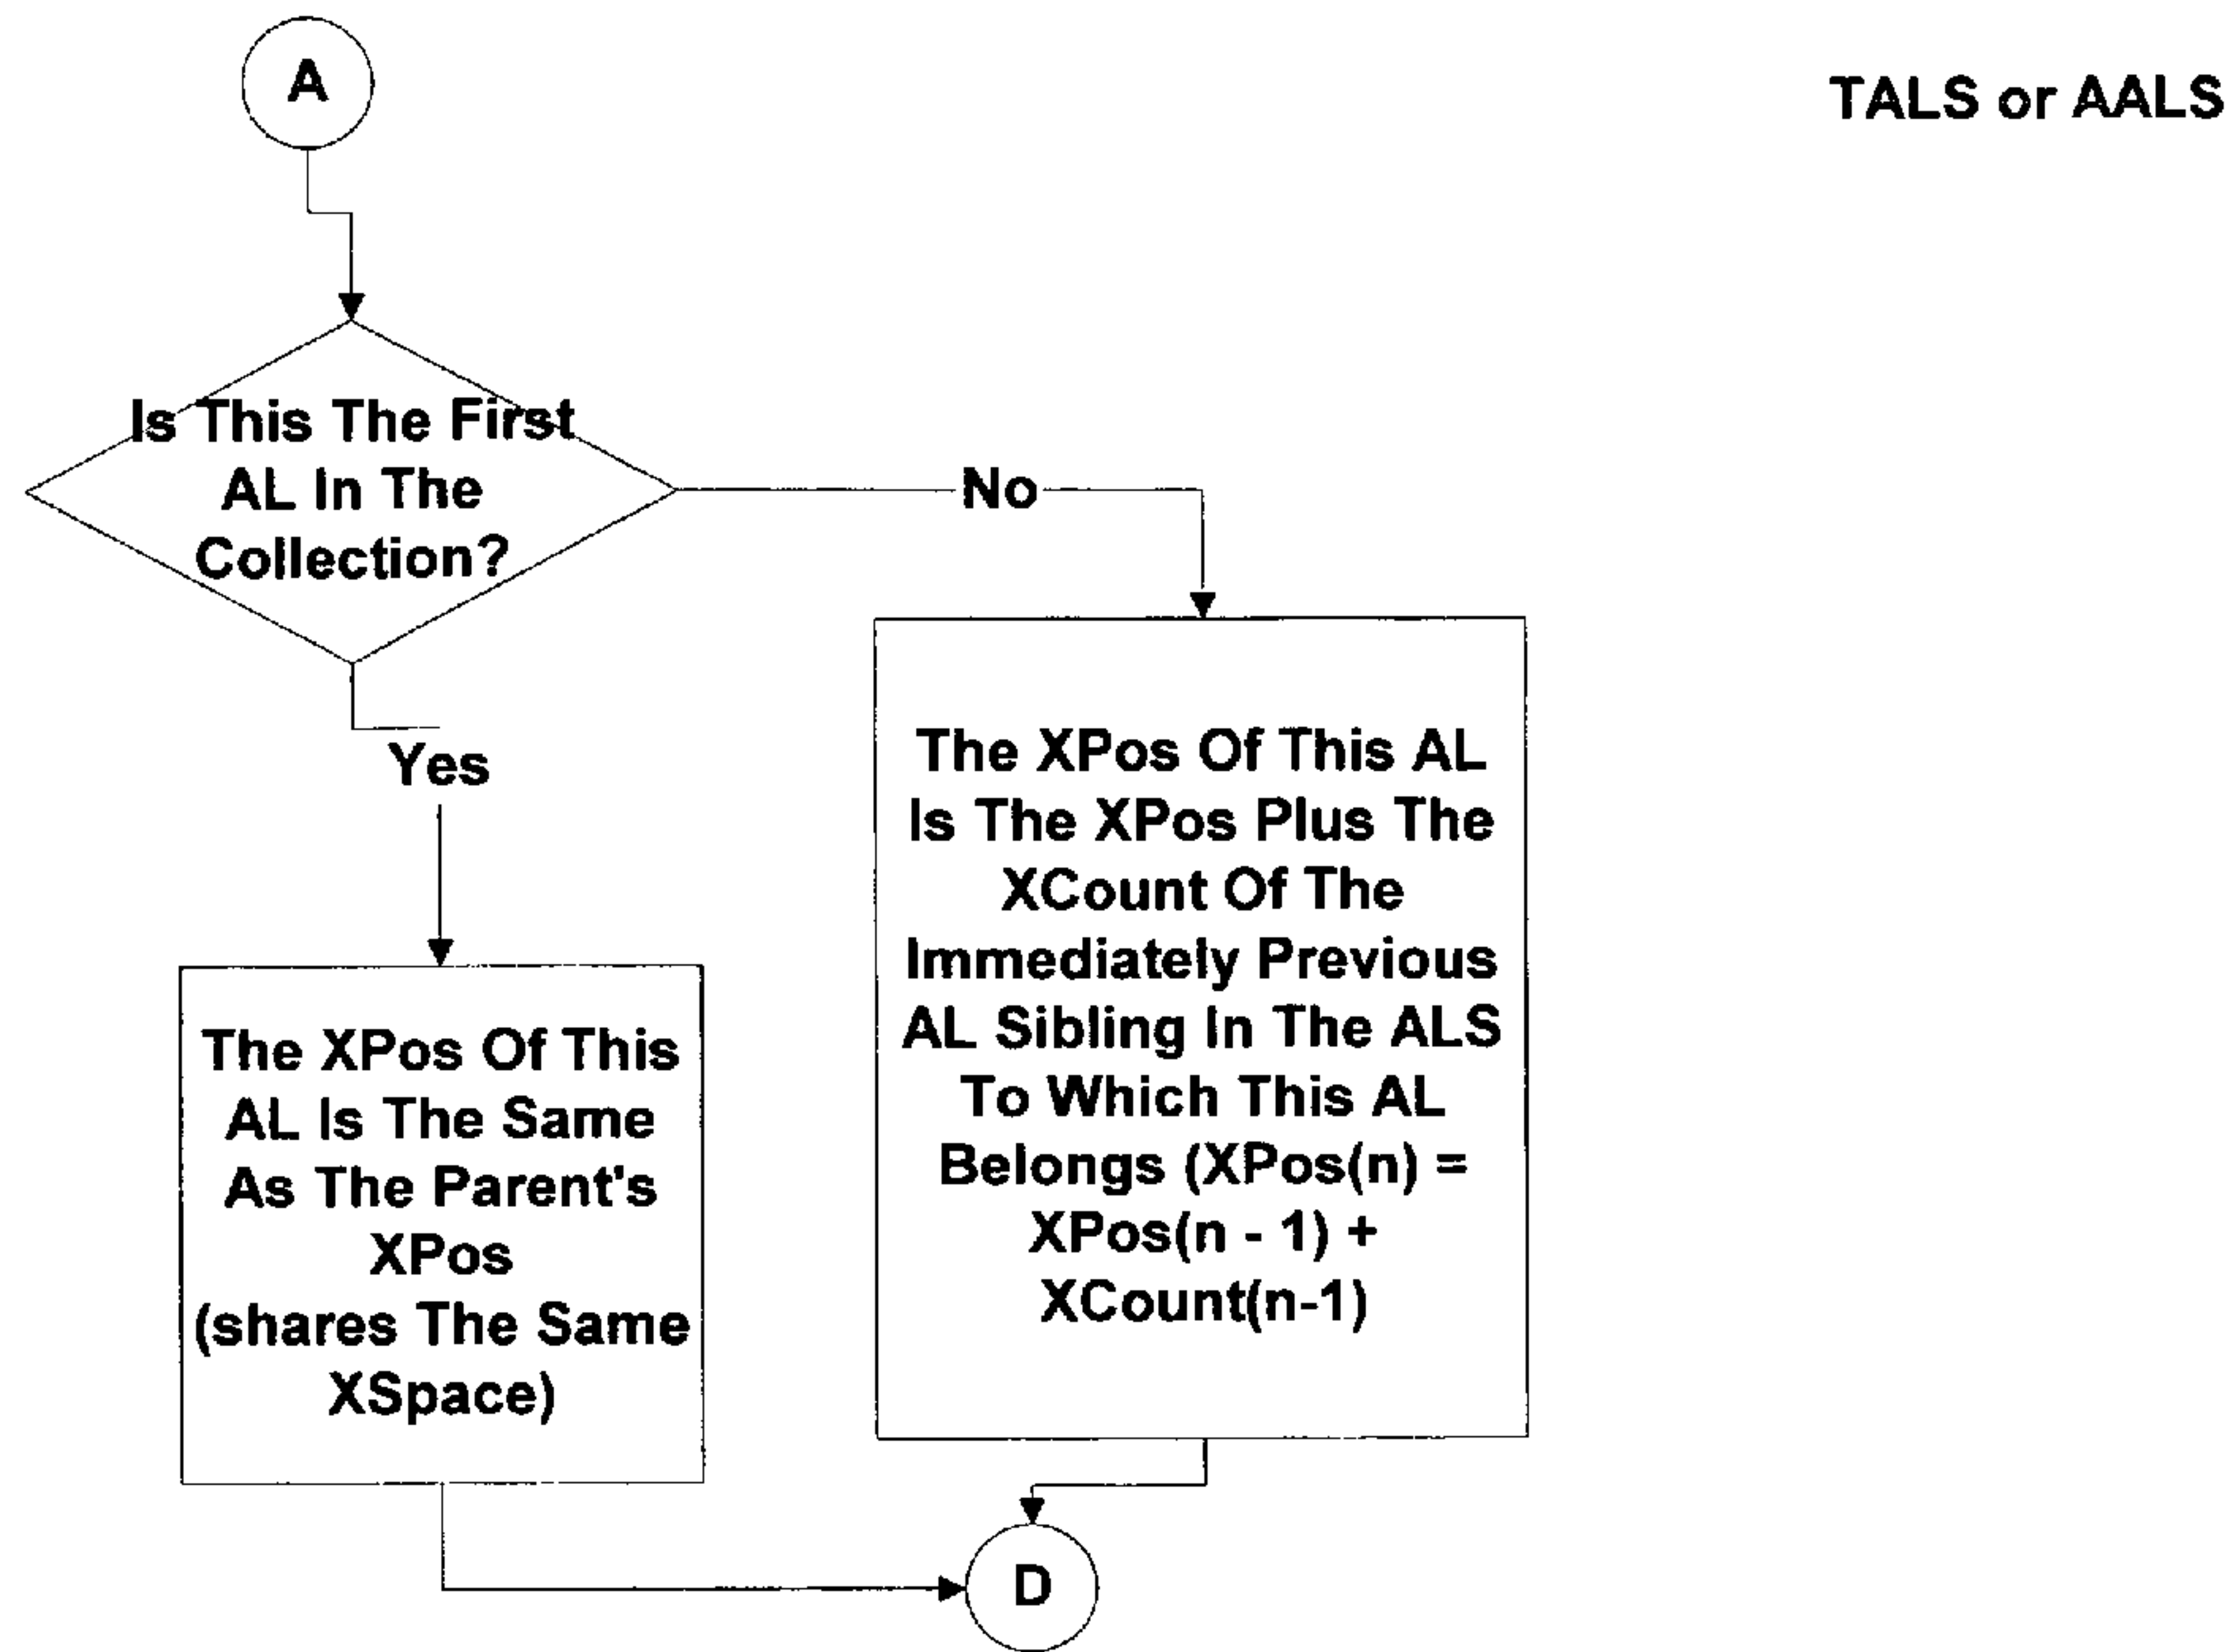 A
TALS or AALS
Is This The First
AL In The
Collection?
No
Yes
The XPos Of This AL
Is The XPos Plus The
XCount Of The
Immediately Previous
AL Sibling In The ALS
To Which This AL
Belongs (XPos(n) =
XPos(n - 1) +
XCount(n-1)
The XPos Of This
AL Is The Same
As The Parent's
XPos
(shares The Same
XSpace)
D